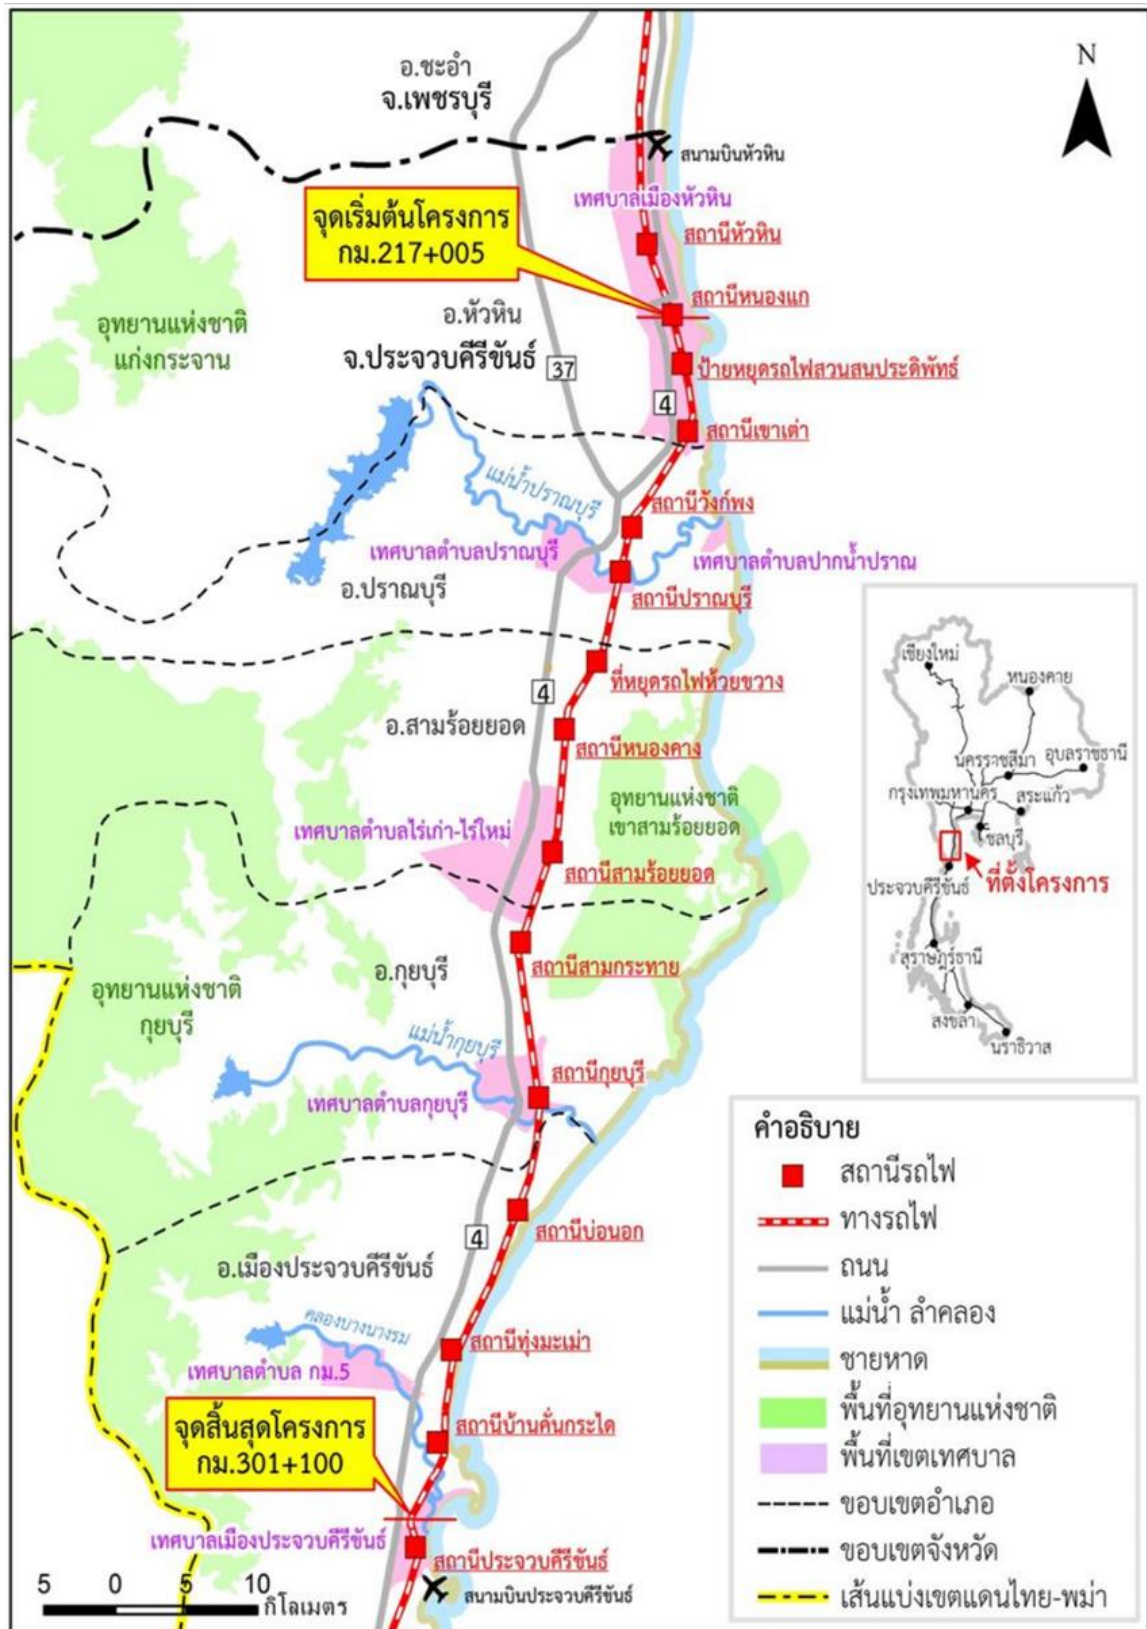 อ.ชะอำ
จ.เพชรบุรี
N
สนามบินหัวหิน
เทศบาลเมืองหัวหิน
จุดเริ่มต้นโครงการ
กม.217+005
สถานีหัวหิน
สถานีหนองแก
อ.หัวหิน
อุทยานแห่งชาติ
แก่งกระจาน
จ.ประจวบคีรีขันธ์
37
ป้ายหยุดรถไฟสวนสนประดิพัทธ์
4
สถานีเขาเต่า
แม่น้ำปราณบุรี
สถานีวังก์พง
เทศบาลตำบลปราณบุรี
เทศบาลตำบลปากน้ำปราณ
อ.ปราณบุรี
สถานีปราณบุรี
ที่หยุดรถไฟห้วยขวาง
4
อ.สามร้อยยอด
สถานีหนองคาง
อุทยานแห่งชาติ
เขาสามร้อยยอด
เทศบาลตำบลไร่เก่า-ไร่ใหม่
สถานีสามร้อยยอด
อ.กุยบุรี
สถานีสามกระทาย
อุทยานแห่งชาติ
กุยบุรี
แม่น้ำกุยบุรี
สถานีกุยบุรี
เทศบาลตำบลกุยบุรี
สถานีบ่อนอก
4
อ.เมืองประจวบคีรีขันธ์
คลองบางนางรม
สถานีทุ่งมะเม่า
เทศบาลตำบล กม.5
จุดสิ้นสุดโครงการ
กม.301+100
สถานีบ้านคั่นกระได
เทศบาลเมืองประจวบคีรีขันธ์
สถานีประจวบคีรีขันธ์
สนามบินประจวบคีรีขันธ์
5 0 5 10 กิโลเมตร
เชียงใหม่
หนองคาย
นครราชสีมา
อุบลราชธานี
กรุงเทพมหานคร
สระแก้ว
ชลบุรี
ประจวบคีรีขันธ์
ที่ตั้งโครงการ
สุราษฎร์ธานี
สงขลา
นราธิวาส
คำอธิบาย
สถานีรถไฟ
ทางรถไฟ
ถนน
แม่น้ำ ลำคลอง
ชายหาด
พื้นที่อุทยานแห่งชาติ
พื้นที่เขตเทศบาล
ขอบเขตอำเภอ
ขอบเขตจังหวัด
เส้นแบ่งเขตแดนไทย-พม่า